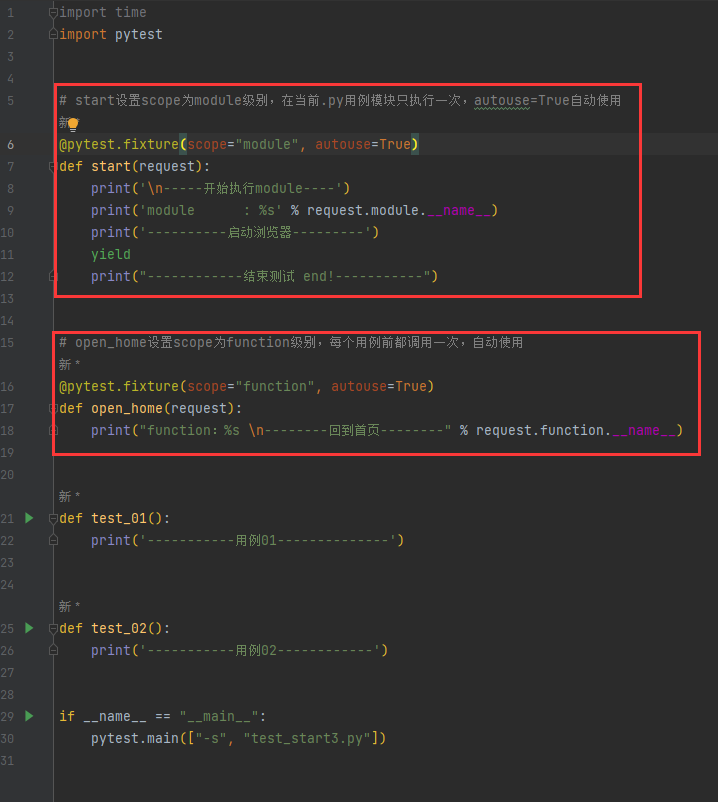 1 import time
2 import pytest
3
4
5 # start设置scope为module级别，在当前.py用例模块只执行一次，autouse=True自动使用
新 *
6 @pytest.fixture(scope="module", autouse=True)
7 def start(request):
8     print('\n-----开始执行module----')
9     print('module      : %s' % request.module.__name__)
10     print('----------启动浏览器---------')
11     yield
12     print("------------结束测试 end!-----------")
13
14
15 # open_home设置scope为function级别，每个用例前都调用一次，自动使用
新 *
16 @pytest.fixture(scope="function", autouse=True)
17 def open_home(request):
18     print("function：%s \n--------回到首页--------" % request.function.__name__)
19
20
新 *
21 def test_01():
22     print('-----------用例01--------------')
23
24
新 *
25 def test_02():
26     print('-----------用例02------------')
27
28
29 if __name__ == "__main__":
30     pytest.main(["-s", "test_start3.py"])
31